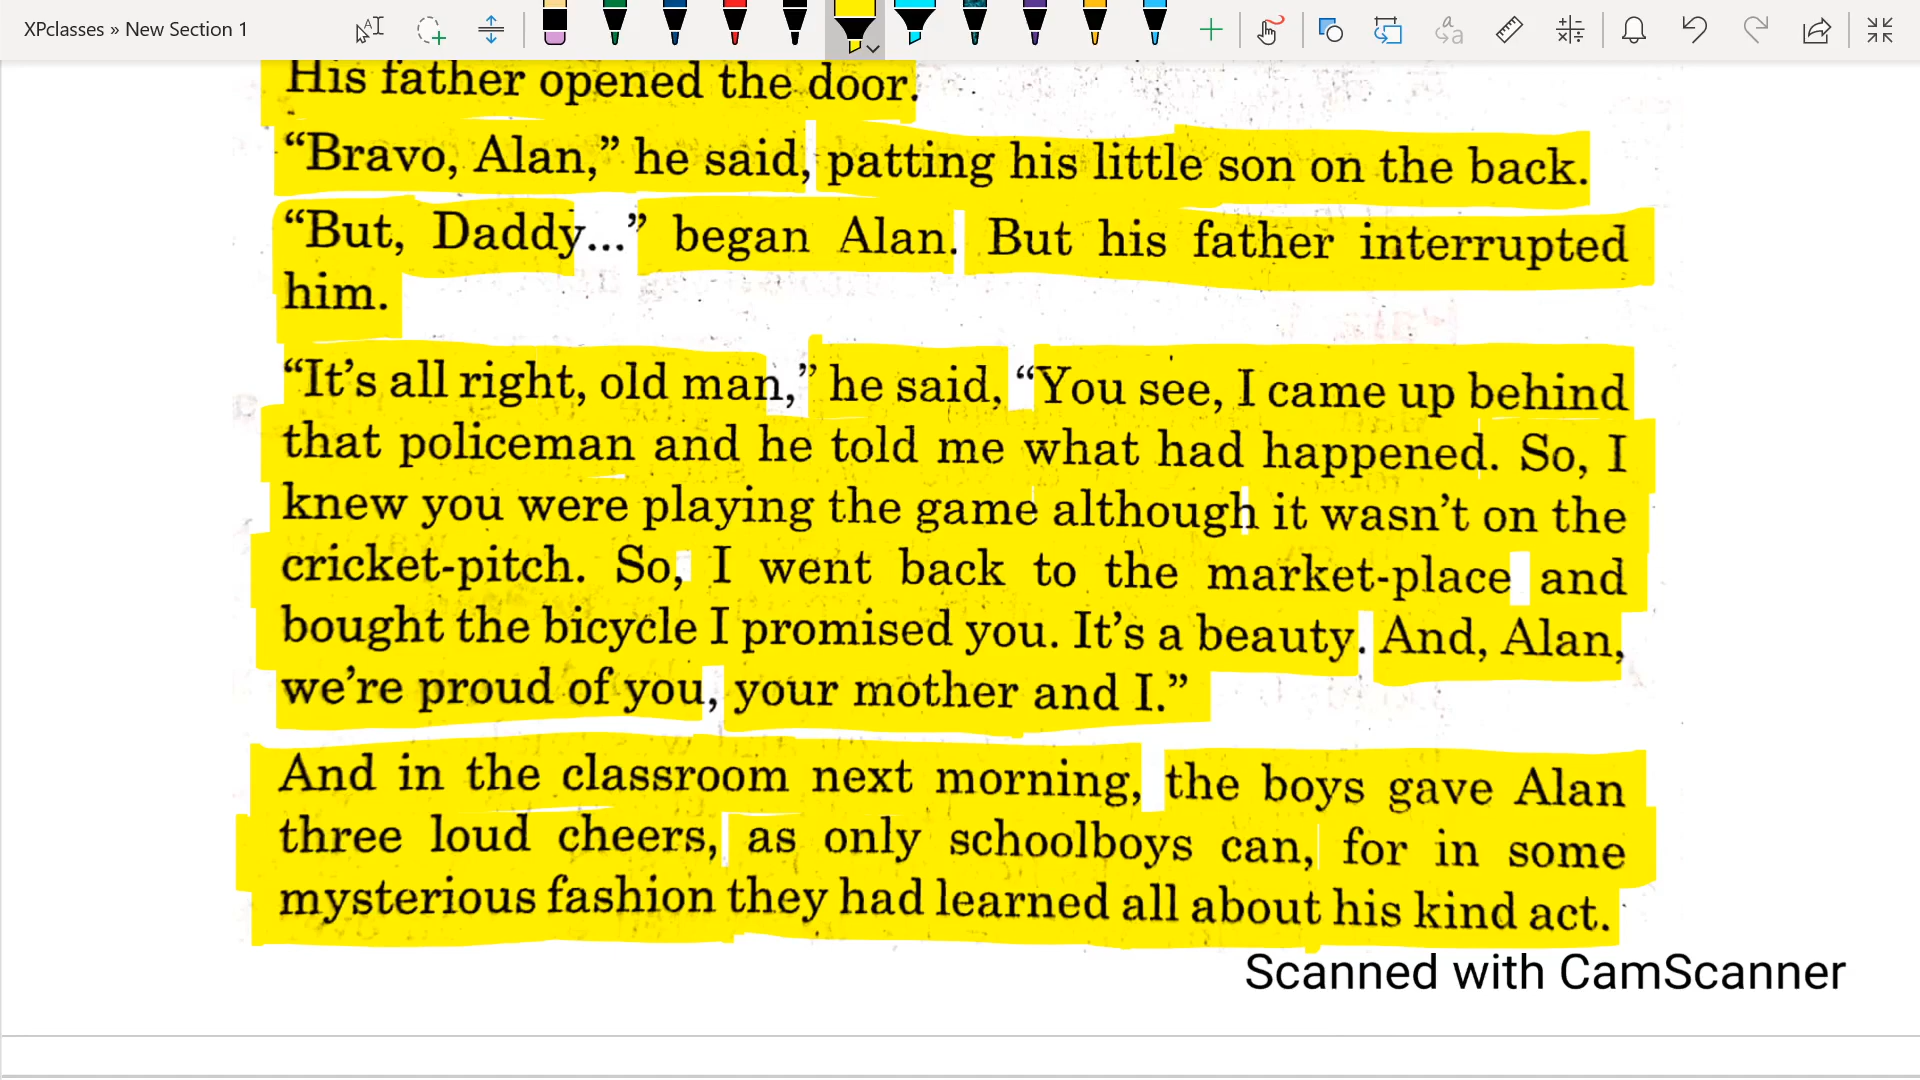 XPclasses » New Section 1
His father opened the door.
“Bravo, Alan,” he said, patting his little son on the back.
“But, Daddy...” began Alan. But his father interrupted
him.
“It’s all right, old man,” he said, “You see, I came up behind
that policeman and he told me what had happened. So, I
knew you were playing the game although it wasn’t on the
cricket-pitch. So, I went back to the market-place and
bought the bicycle I promised you. It’s a beauty. And, Alan,
we’re proud of you, your mother and I.”
And in the classroom next morning, the boys gave Alan
three loud cheers, as only schoolboys can, for in some
mysterious fashion they had learned all about his kind act.
Scanned with CamScanner